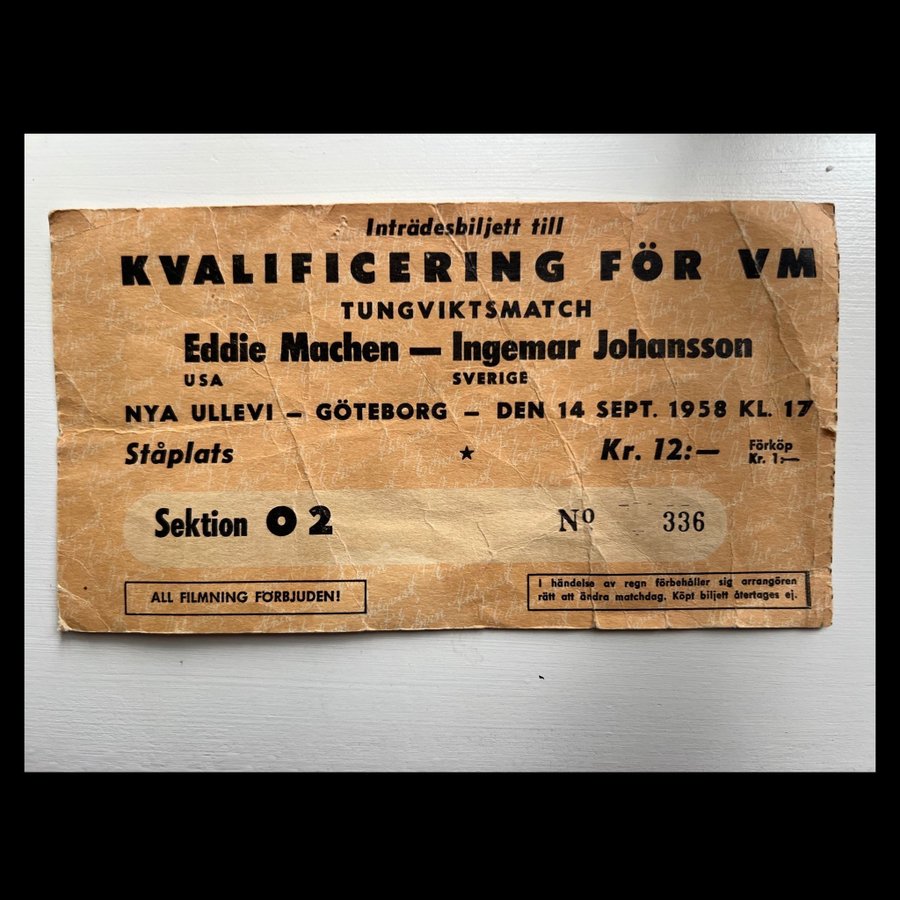 Inträdesbiljett till
KVALIFICERING FÖR VM
TUNGVIKTSMATCH
Eddie Machen — Ingemar Johansson
USA SVERIGE
NYA ULLEVI – GÖTEBORG – DEN 14 SEPT. 1958 KL. 17
Ståplats ★ Kr. 12:— Förköp
Kr. 1:—
Sektion O 2 Nº 336
ALL FILMNING FÖRBJUDEN!
I händelse av regn förbehåller sig arrangören
rätt att ändra matchdag. Köpt biljett återtages ej.